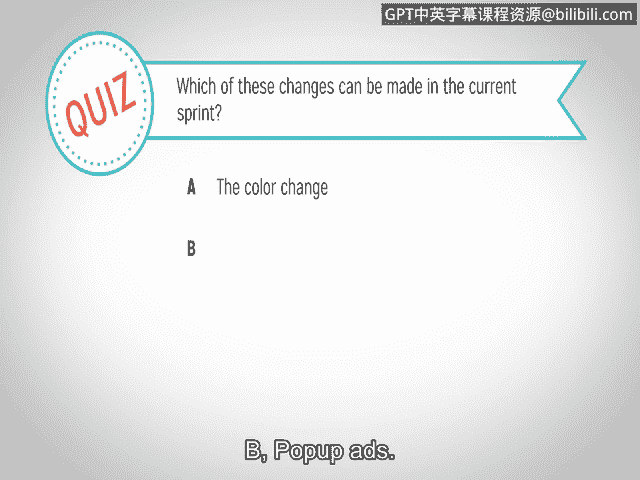 GPT中英字幕课程资源@bilibili.com
QUIZ
Which of these changes can be made in the current
sprint?
A The color change
B
B, Popup ads.